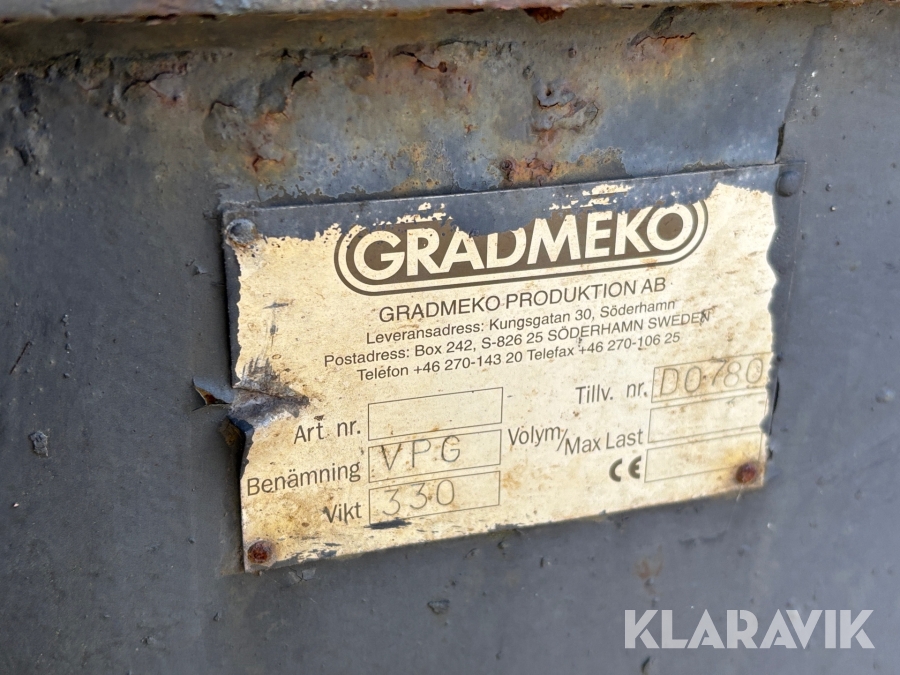 GRADMEKO
GRADMEKO PRODUKTION AB
Leveransadress: Kungsgatan 30, Söderhamn
Postadress: Box 242, S-826 25 SÖDERHAMN SWEDEN
Telefon +46 270-143 20 Telefax +46 270-106 25
Art nr.
Tillv. nr. D0780
Benämning V.P.G
Volym/Max Last
Vikt 330
CE
KLARAVIK